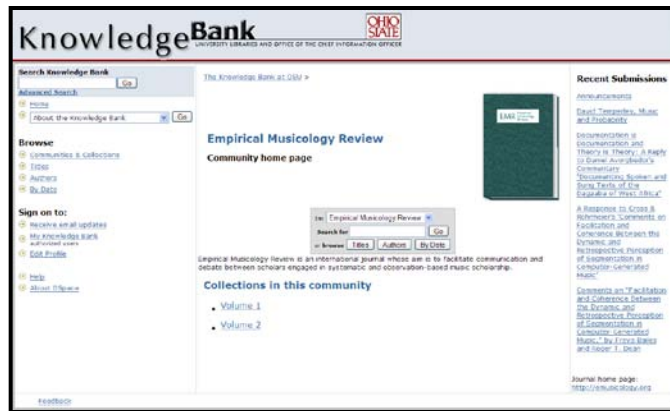 KnowledgeBank
OHIO
STATE
UNIVERSITY LIBRARIES AND OFFICE OF THE CHIEF INFORMATION OFFICER
Search Knowledge Bank
Go
Advanced Search
Home
About the Knowledge Bank
Go
Browse
Communities & Collections
Titles
Authors
By Date
Sign on to:
Receive email updates
My Knowledge Bank
authorized users
Edit Profile
Help
About DSpace
Feedback
The Knowledge Bank at OSU >
Empirical Musicology Review
Community home page
EMR
In: Empirical Musicology Review
Search for
Go
or browse Titles Authors By Date
Empirical Musicology Review is an international journal whose aim is to facilitate communication and
debate between scholars engaged in systematic and observation-based music scholarship.
Collections in this community
Volume 1
Volume 2
Recent Submissions
Announcements
David Temperley, Music
and Probability
Documentation is
Documentation and
Theory is Theory: A Reply
to Daniel Avorgbedor's
Commentary
"Documenting Spoken and
Sung Texts of the
Dagaaba of West Africa"
A Response to Cross &
Rohrmeier's "Comments on
Facilitation and
Coherence Between the
Dynamic and
Retrospective Perception
of Segmentation in
Computer-Generated
Music"
Comments on "Facilitation
and Coherence Between
the Dynamic and
Retrospective Perception
of Segmentation in
Computer Generated
Music," by Freya Bailes
and Roger T. Dean
Journal home page:
http://emusicology.org